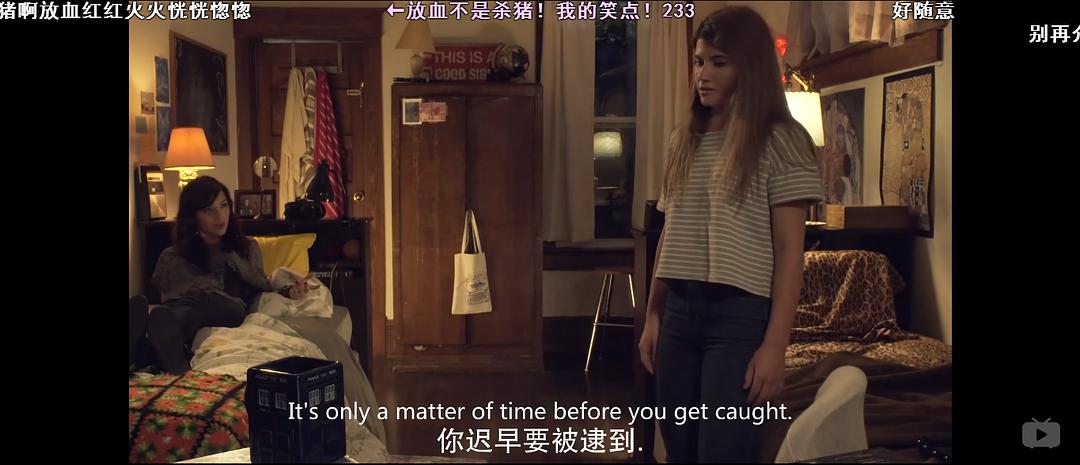 猪啊放血红红火火恍恍惚惚
←放血不是杀猪！我的笑点！233
好随意
别再
THIS IS A
GOOD SIGN
POLICE BOX
It's only a matter of time before you get caught.
你迟早要被逮到.